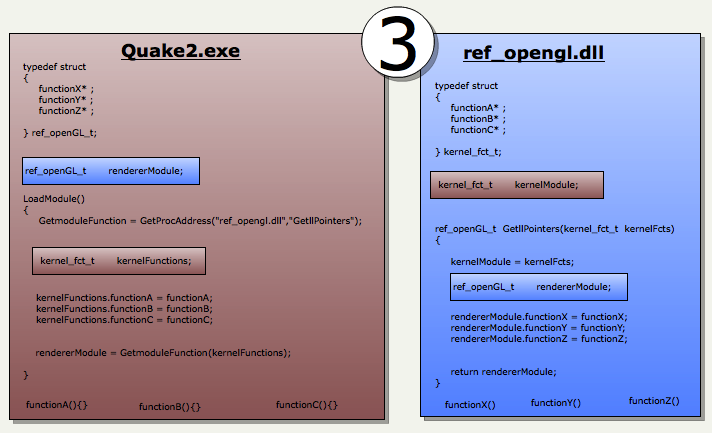 3
Quake2.exe
typedef struct
{
functionX* ;
functionY* ;
functionZ* ;
} ref_openGL_t;
ref_openGL_t rendererModule;
LoadModule()
{
GetmoduleFunction = GetProcAddress("ref_opengl.dll","GetllPointers");
kernel_fct_t kernelFunctions;
kernelFunctions.functionA = functionA;
kernelFunctions.functionB = functionB;
kernelFunctions.functionC = functionC;
rendererModule = GetmoduleFunction(kernelFunctions);
}
functionA(){} functionB(){} functionC(){}
ref_opengl.dll
typedef struct
{
functionA* ;
functionB* ;
functionC* ;
} kernel_fct_t;
kernel_fct_t kernelModule;
ref_openGL_t GetllPointers(kernel_fct_t kernelFcts)
{
kernelModule = kernelFcts;
ref_openGL_t rendererModule;
rendererModule.functionX = functionX;
rendererModule.functionY = functionY;
rendererModule.functionZ = functionZ;
return rendererModule;
}
functionX() functionY() functionZ()